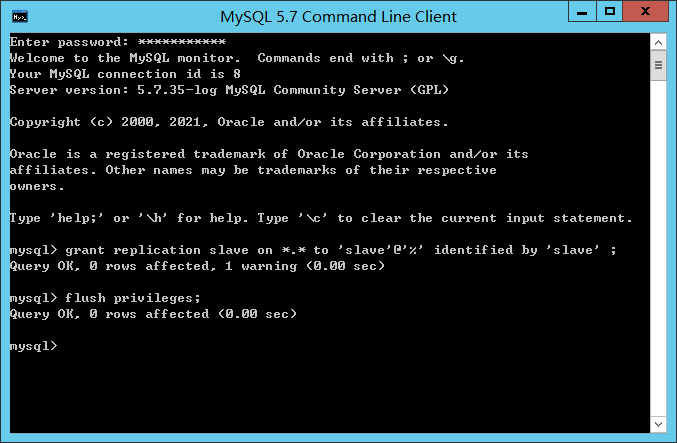 MySQL 5.7 Command Line Client
Enter password: ***********
Welcome to the MySQL monitor.  Commands end with ; or \g.
Your MySQL connection id is 8
Server version: 5.7.35-log MySQL Community Server (GPL)
Copyright (c) 2000, 2021, Oracle and/or its affiliates.
Oracle is a registered trademark of Oracle Corporation and/or its
affiliates. Other names may be trademarks of their respective
owners.
Type 'help;' or '\h' for help. Type '\c' to clear the current input statement.
mysql> grant replication slave on *.* to 'slave'@'%' identified by 'slave' ;
Query OK, 0 rows affected, 1 warning (0.00 sec)
mysql> flush privileges;
Query OK, 0 rows affected (0.00 sec)
mysql>